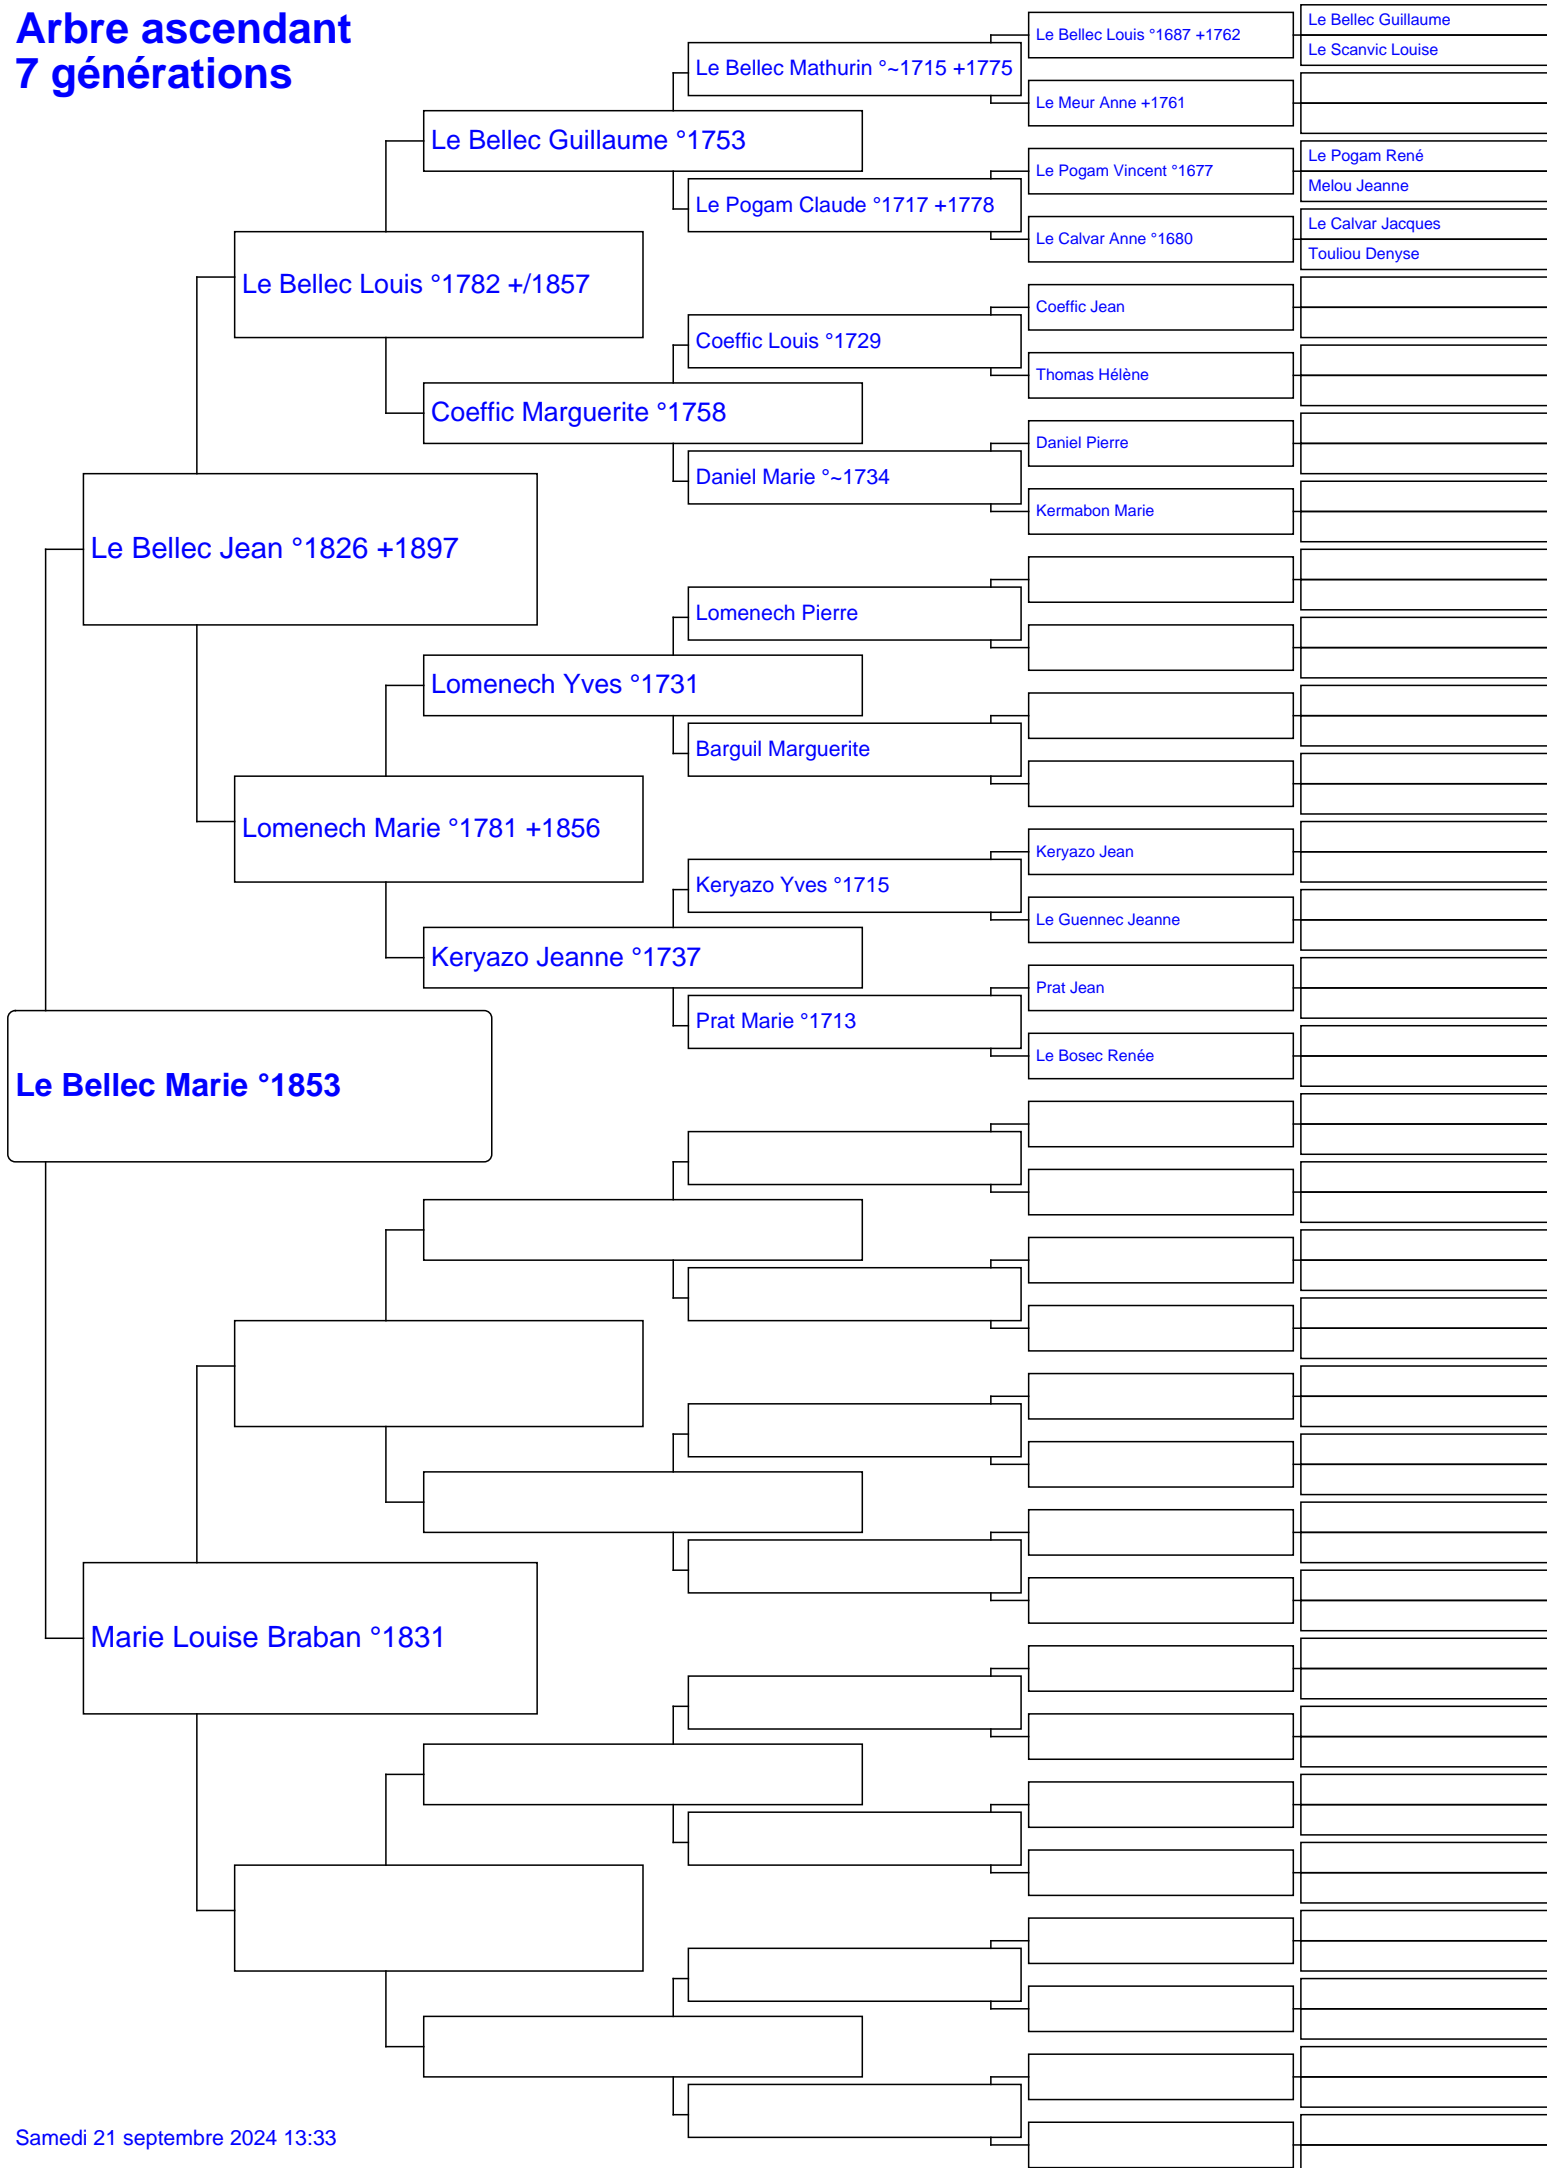 Arbre ascendant
7 générations
Le Bellec Guillaume
Le Bellec Louis °1687 +1762
Le Scanvic Louise
Le Bellec Mathurin °~1715 +1775
Le Meur Anne +1761
Le Bellec Guillaume °1753
Le Pogam René
Le Pogam Vincent °1677
Melou Jeanne
Le Pogam Claude °1717 +1778
Le Calvar Jacques
Le Calvar Anne °1680
Touliou Denyse
Le Bellec Louis °1782 +/1857
Coeffic Jean
Coeffic Louis °1729
Thomas Hélène
Coeffic Marguerite °1758
Daniel Pierre
Daniel Marie °~1734
Kermabon Marie
Le Bellec Jean °1826 +1897
Lomenech Pierre
Lomenech Yves °1731
Barguil Marguerite
Lomenech Marie °1781 +1856
Keryazo Jean
Keryazo Yves °1715
Le Guennec Jeanne
Keryazo Jeanne °1737
Prat Jean
Prat Marie °1713
Le Bosec Renée
Le Bellec Marie °1853
Marie Louise Braban °1831
Samedi 21 septembre 2024 13:33